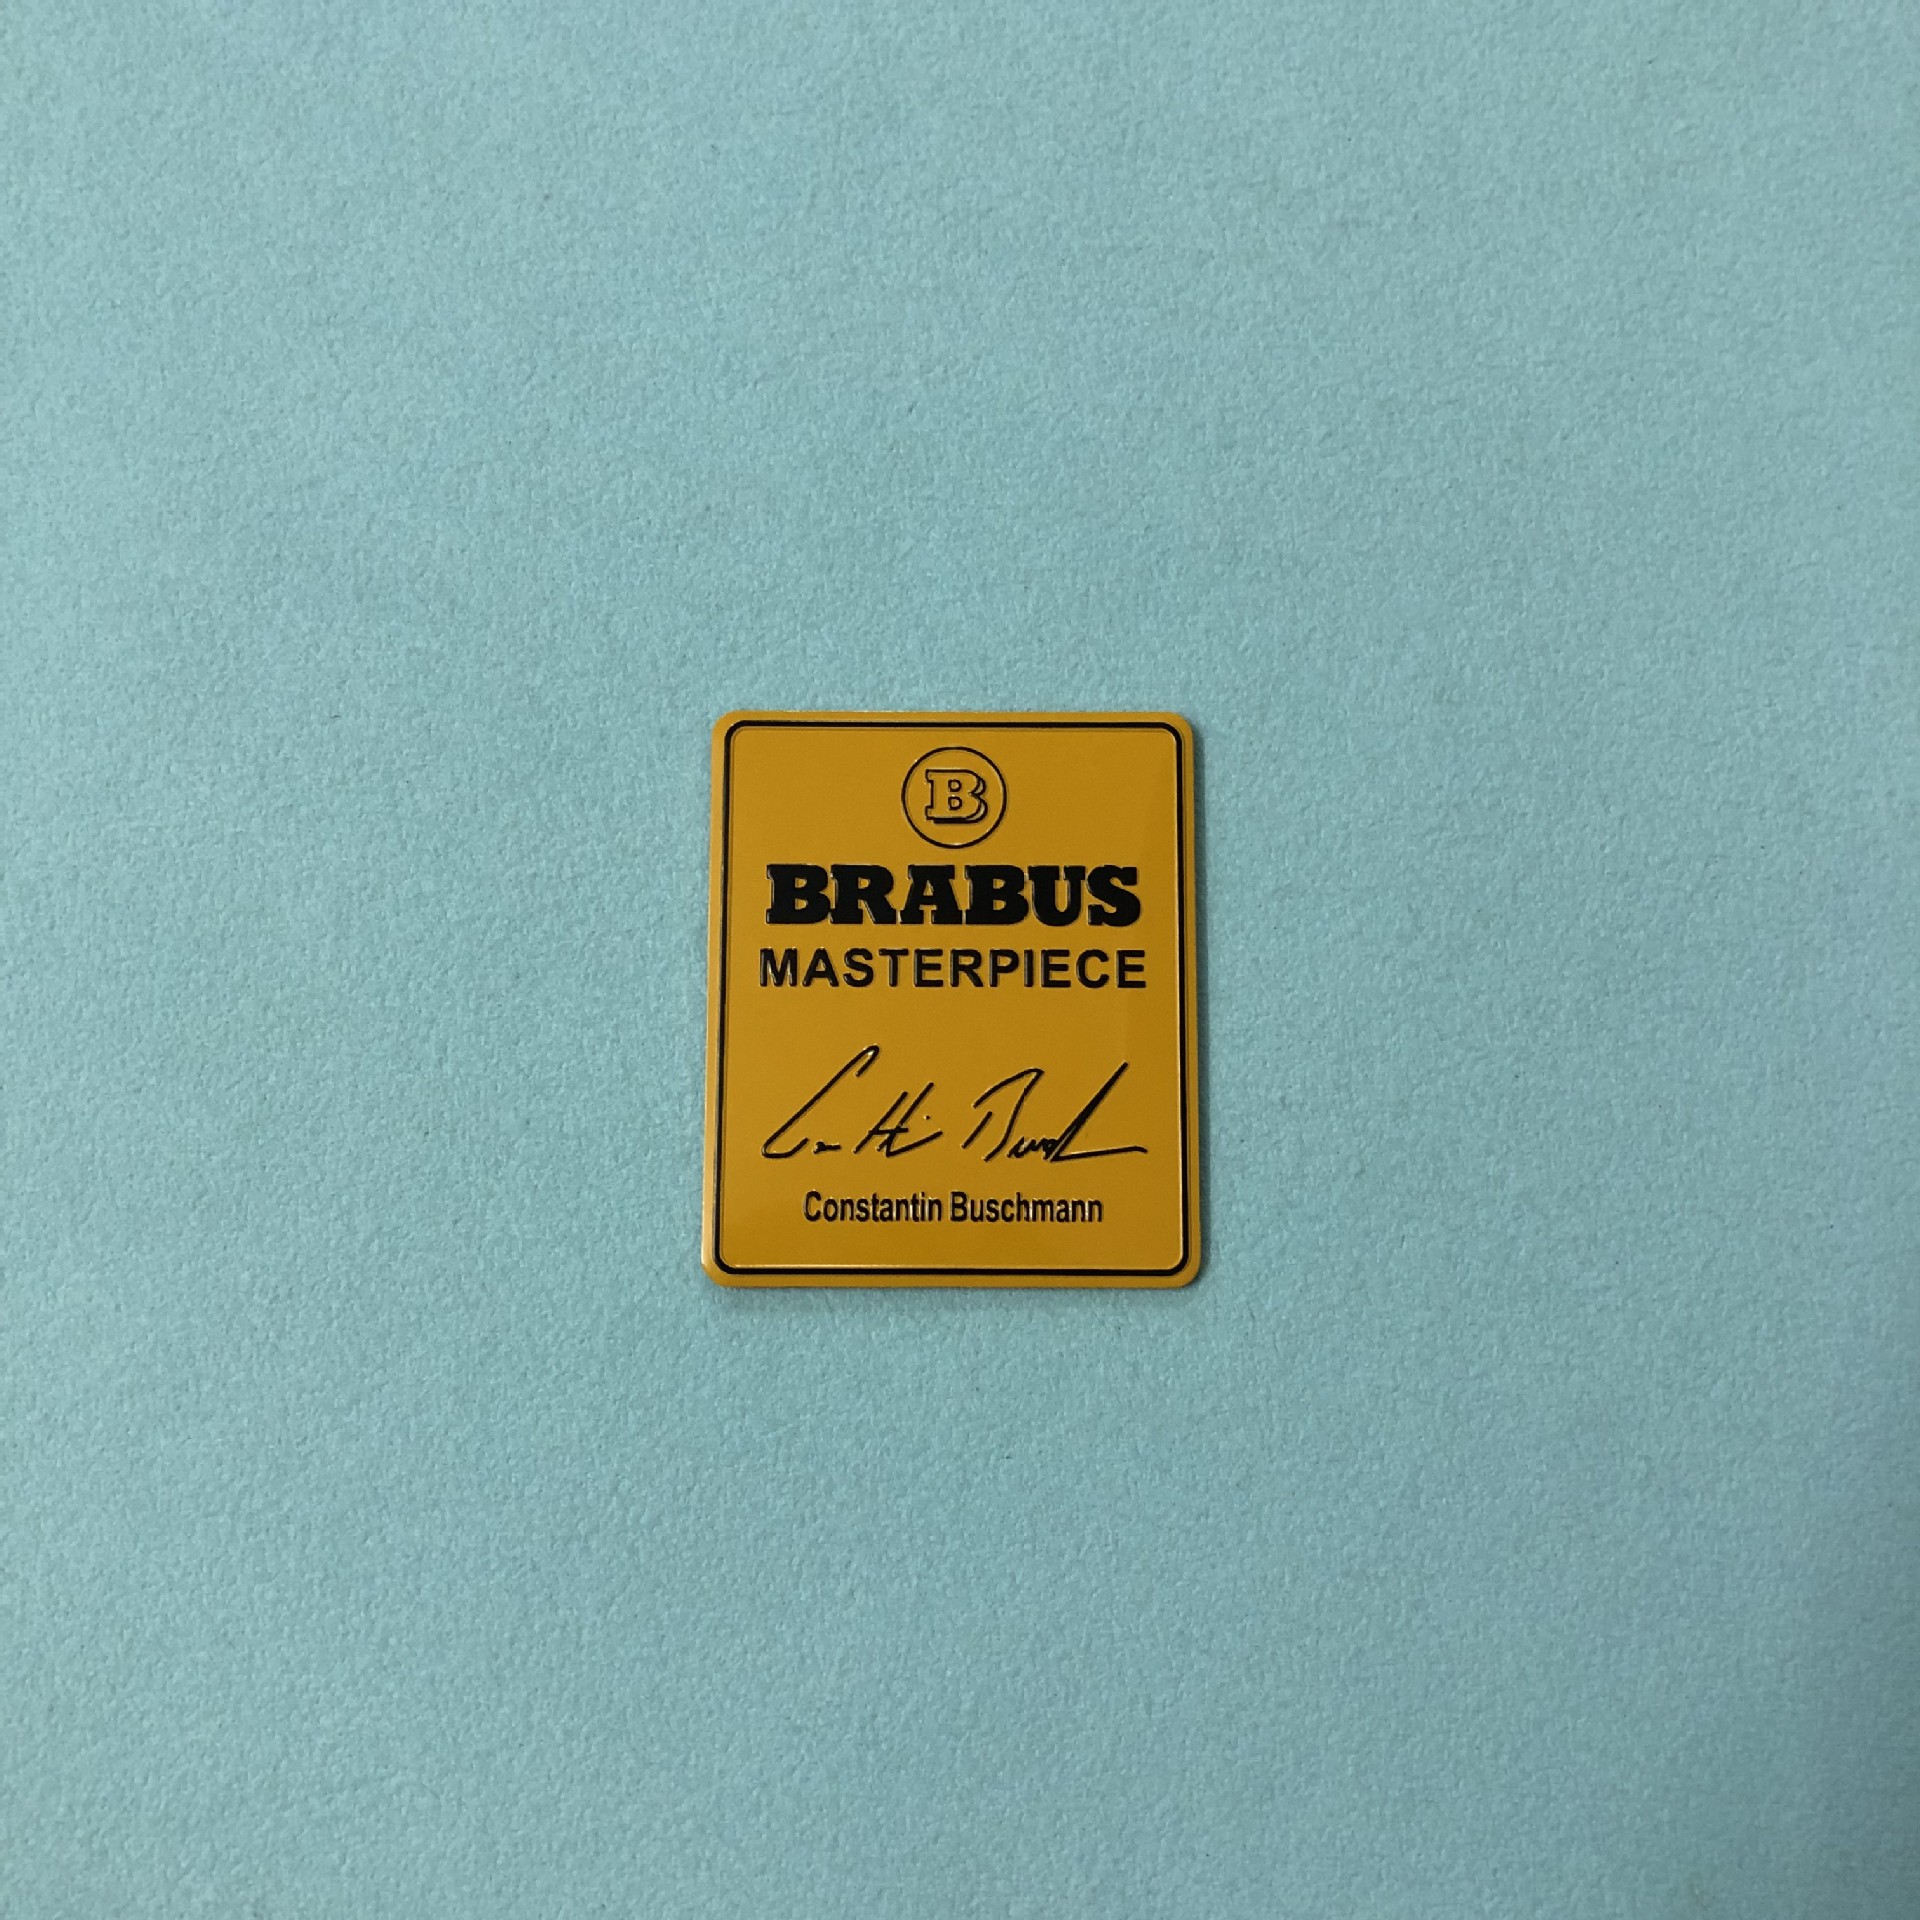 B
BRABUS
MASTERPIECE
Constantin Buschmann